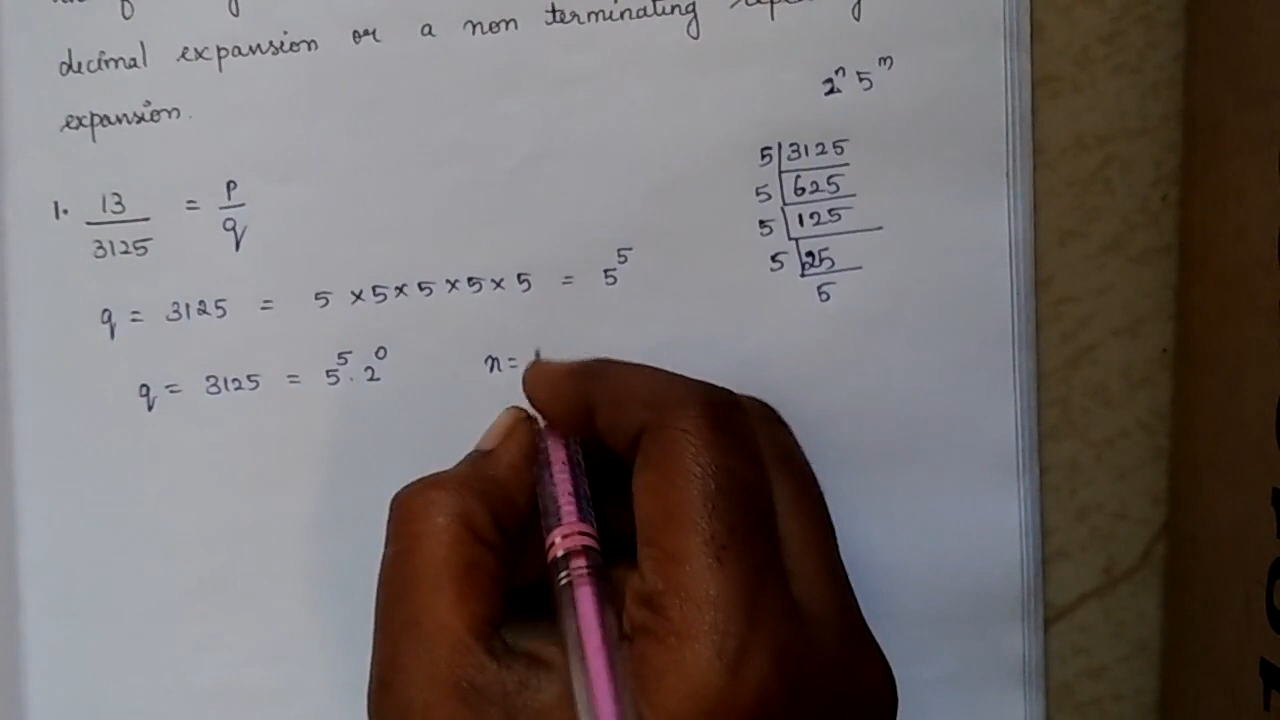 decimal expansion or a non terminating
expansion.
2ⁿ 5ᵐ
1. 13/3125 = p/q
5 | 3125
5 | 625
5 | 125
5 | 25
5
q = 3125 = 5 × 5 × 5 × 5 × 5 = 5⁵
q = 3125 = 5⁵ . 2⁰ n =